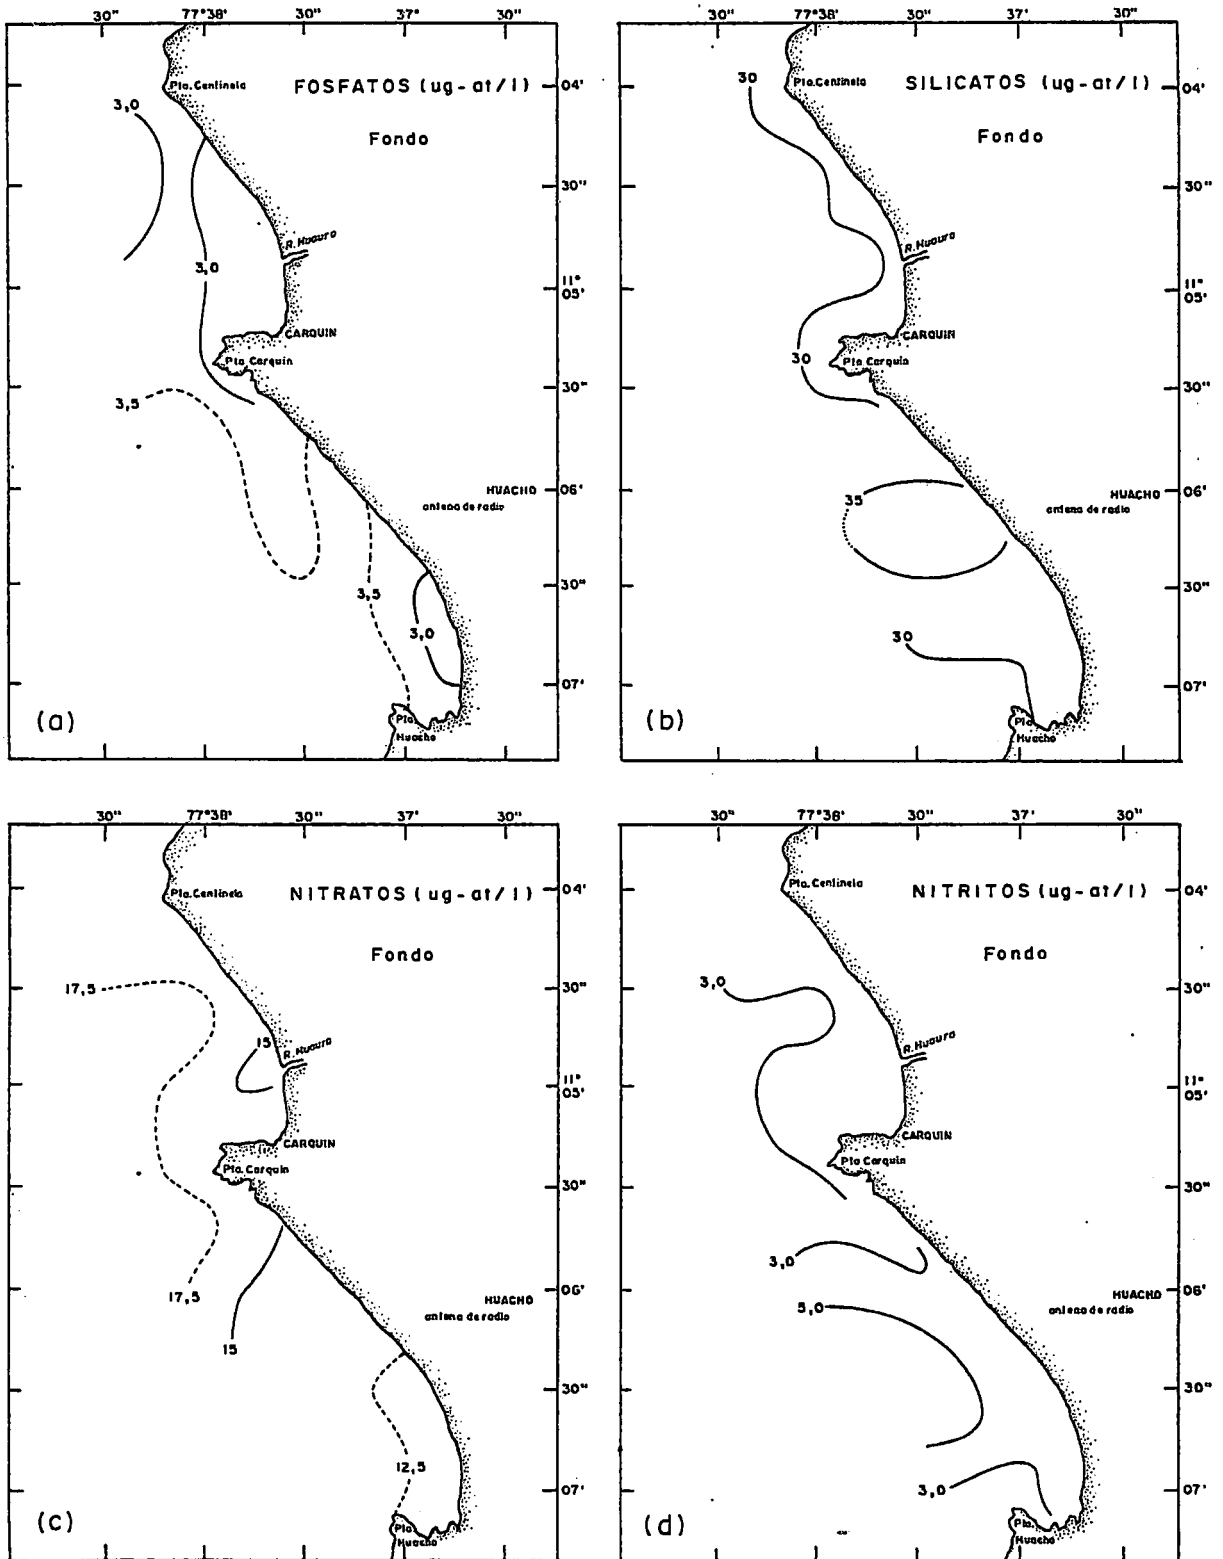 30" 77°38' 30" 37' 30"
Pta. Centinela
FOSFATOS (ug-at/l)
04'
3,0
Fondo
30"
R. Huaura
3,0
11°
05'
CARQUIN
Pta Carquin
30"
3,5
HUACHO
06'
antena de radio
30"
3,5
3,0
07'
(a)
Pta.
Huacho
30" 77°38' 30" 37' 30"
30
Pta. Centinela
SILICATOS (ug-at/l)
04'
Fondo
30"
R. Huaura
11°
05'
CARQUIN
30
Pta Carquin
30"
35
HUACHO
06'
antena de radio
30"
30
07'
(b)
Pta
Huacho
30" 77°38' 30" 37' 30"
Pta. Centinela
NITRATOS (ug-at/l)
04'
Fondo
17,5
30"
15
R. Huaura
11°
05'
CARQUIN
Pta. Carquin
30"
17,5
HUACHO
06'
antena de radio
15
30"
12,5
07'
(c)
Pta.
Huacho
30" 77°38' 30" 37' 30"
Pta. Centinela
NITRITOS (ug-at/l)
04'
Fondo
3,0
30"
R. Huaura
11°
05'
CARQUIN
Pta Carquin
30"
3,0
HUACHO
06'
5,0
antena de radio
30"
3,0
07'
(d)
Pta.
Huacho